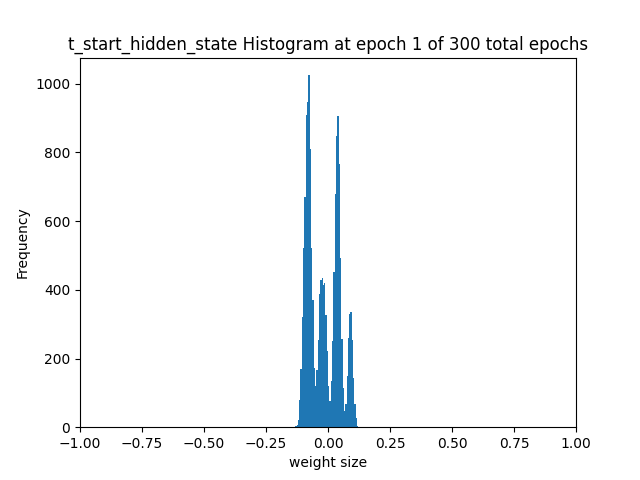 t_start_hidden_state Histogram at epoch 1 of 300 total epochs
Frequency
1000
800
600
400
200
0
−1.00 −0.75 −0.50 −0.25 0.00 0.25 0.50 0.75 1.00
weight size